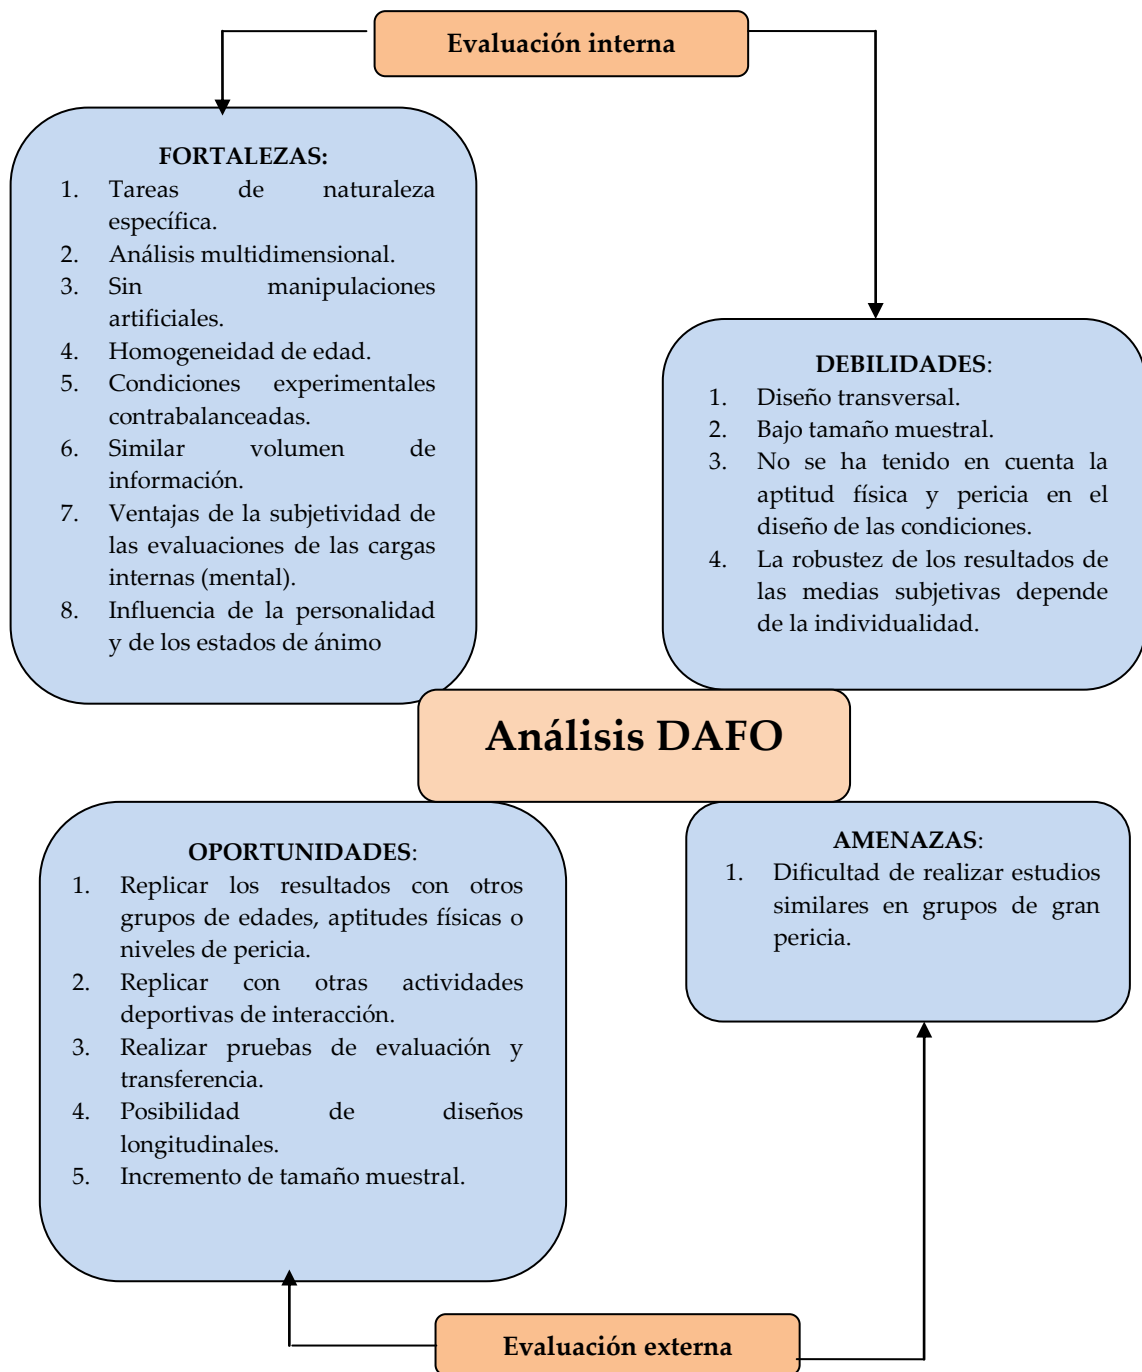 Evaluación interna
FORTALEZAS:
1. Tareas de naturaleza
específica.
2. Análisis multidimensional.
3. Sin manipulaciones
artificiales.
4. Homogeneidad de edad.
5. Condiciones experimentales
contrabalanceadas.
6. Similar volumen de
información.
7. Ventajas de la subjetividad de
las evaluaciones de las cargas
internas (mental).
8. Influencia de la personalidad
y de los estados de ánimo
DEBILIDADES:
1. Diseño transversal.
2. Bajo tamaño muestral.
3. No se ha tenido en cuenta la
aptitud física y pericia en el
diseño de las condiciones.
4. La robustez de los resultados de
las medias subjetivas depende
de la individualidad.
Análisis DAFO
OPORTUNIDADES:
1. Replicar los resultados con otros
grupos de edades, aptitudes físicas o
niveles de pericia.
2. Replicar con otras actividades
deportivas de interacción.
3. Realizar pruebas de evaluación y
transferencia.
4. Posibilidad de diseños
longitudinales.
5. Incremento de tamaño muestral.
AMENAZAS:
1. Dificultad de realizar estudios
similares en grupos de gran
pericia.
Evaluación externa